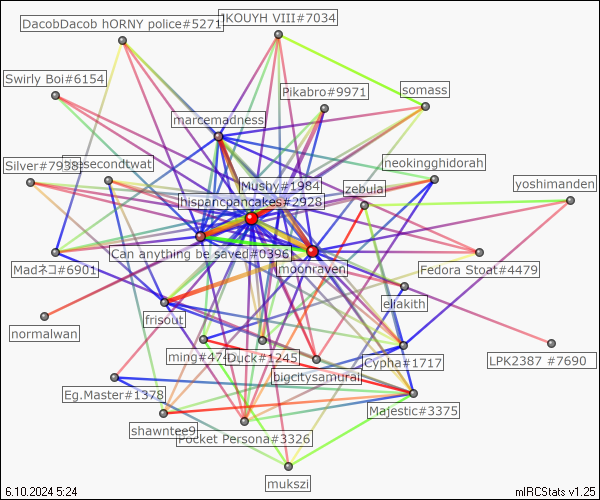 DacobDacob hORNY police#5271
JKOUYH VIII#7034
Swirly Boi#6154
Pikabro#9971
somass
marcemadness
Silver#7938
esecondtwat
neokingghidorah
Mushy#1984
zebula
yoshimanden
hispancpancakes#2928
Can anything be saved#0396
moonraven
Madネコ#6901
Fedora Stoat#4479
ellakith
frisout
normalwan
ming#474
Duck#1245
Cypha#1717
LPK2387 #7690
bigcitysamurai
Eg.Master#1378
Majestic#3375
shawntee9
Pocket Persona#3326
mukszi
6.10.2024 5:24
mIRCStats v1.25